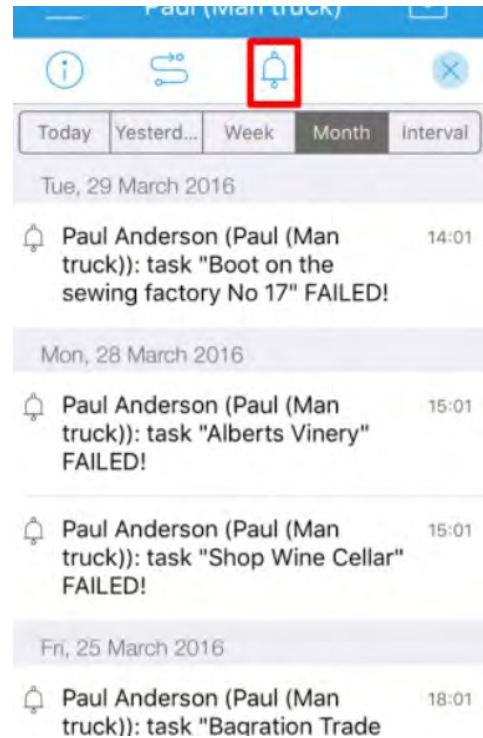 Paul (Man truck)
Today Yesterd... Week Month Interval
Tue, 29 March 2016
Paul Anderson (Paul (Man 14:01
truck)): task "Boot on the
sewing factory No 17" FAILED!
Mon, 28 March 2016
Paul Anderson (Paul (Man 15:01
truck)): task "Alberts Vinery"
FAILED!
Paul Anderson (Paul (Man 15:01
truck)): task "Shop Wine Cellar"
FAILED!
Fri, 25 March 2016
Paul Anderson (Paul (Man 18:01
truck)): task "Bagration Trade